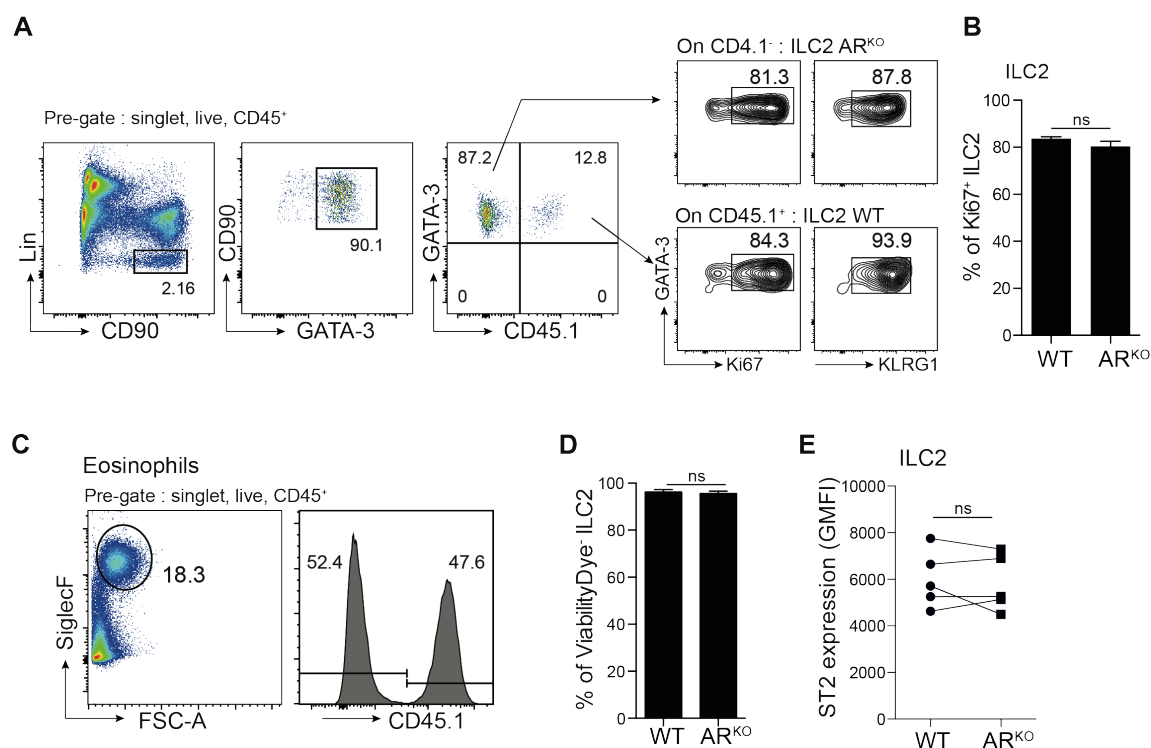 A
Pre-gate : singlet, live, CD45⁺
Lin
2.16
CD90
CD90
90.1
GATA-3
GATA-3
87.2
12.8
0
0
CD45.1
On CD4.1⁻ : ILC2 ARᴷᴼ
81.3
87.8
On CD45.1⁺ : ILC2 WT
84.3
93.9
GATA-3
Ki67
KLRG1
B
ILC2
% of Ki67⁺ ILC2
100
80
60
40
20
0
ns
WT
ARᴷᴼ
C
Eosinophils
Pre-gate : singlet, live, CD45⁺
SiglecF
18.3
FSC-A
52.4
47.6
CD45.1
D
% of ViabilityDye⁻ ILC2
100
80
60
40
20
0
ns
WT
ARᴷᴼ
E
ILC2
ST2 expression (GMFI)
10000
8000
6000
4000
2000
0
ns
WT
ARᴷᴼ